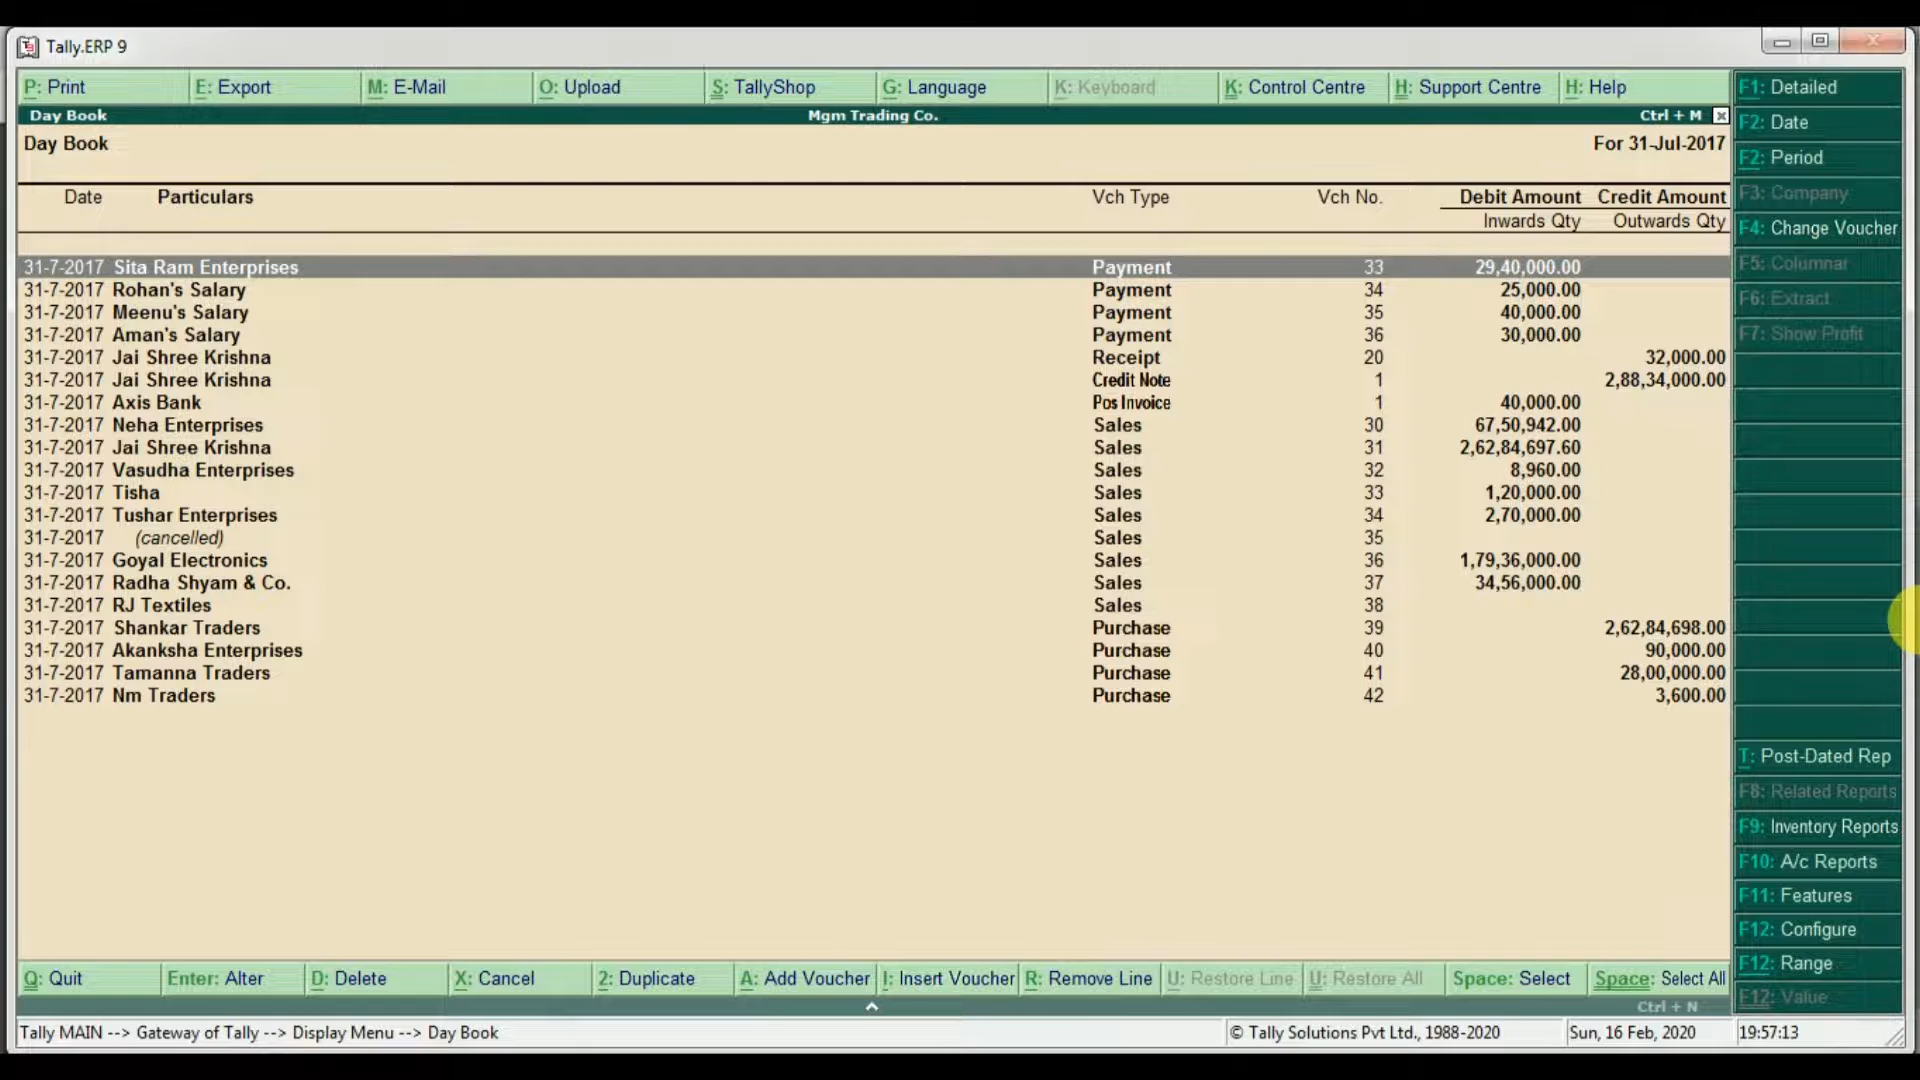 Tally.ERP 9
P: Print E: Export M: E-Mail O: Upload S: TallyShop G: Language K: Keyboard K: Control Centre H: Support Centre H: Help
Day Book Mgm Trading Co. Ctrl + M
Day Book For 31-Jul-2017
Date Particulars Vch Type Vch No. Debit Amount Credit Amount
Inwards Qty Outwards Qty
31-7-2017 Sita Ram Enterprises Payment 33 29,40,000.00
31-7-2017 Rohan's Salary Payment 34 25,000.00
31-7-2017 Meenu's Salary Payment 35 40,000.00
31-7-2017 Aman's Salary Payment 36 30,000.00
31-7-2017 Jai Shree Krishna Receipt 20 32,000.00
31-7-2017 Jai Shree Krishna Credit Note 1 2,88,34,000.00
31-7-2017 Axis Bank Pos Invoice 1 40,000.00
31-7-2017 Neha Enterprises Sales 30 67,50,942.00
31-7-2017 Jai Shree Krishna Sales 31 2,62,84,697.60
31-7-2017 Vasudha Enterprises Sales 32 8,960.00
31-7-2017 Tisha Sales 33 1,20,000.00
31-7-2017 Tushar Enterprises Sales 34 2,70,000.00
31-7-2017 (cancelled) Sales 35
31-7-2017 Goyal Electronics Sales 36 1,79,36,000.00
31-7-2017 Radha Shyam & Co. Sales 37 34,56,000.00
31-7-2017 RJ Textiles Sales 38
31-7-2017 Shankar Traders Purchase 39 2,62,84,698.00
31-7-2017 Akanksha Enterprises Purchase 40 90,000.00
31-7-2017 Tamanna Traders Purchase 41 28,00,000.00
31-7-2017 Nm Traders Purchase 42 3,600.00
F1: Detailed
F2: Date
F2: Period
F3: Company
F4: Change Voucher
F5: Columnar
F6: Extract
F7: Show Profit
T: Post-Dated Rep
F8: Related Reports
F9: Inventory Reports
F10: A/c Reports
F11: Features
F12: Configure
F12: Range
F12: Value
Q: Quit Enter: Alter D: Delete X: Cancel 2: Duplicate A: Add Voucher I: Insert Voucher R: Remove Line U: Restore Line U: Restore All Space: Select Space: Select All
Ctrl + N
Tally MAIN --> Gateway of Tally --> Display Menu --> Day Book © Tally Solutions Pvt Ltd., 1988-2020 Sun, 16 Feb, 2020 19:57:13